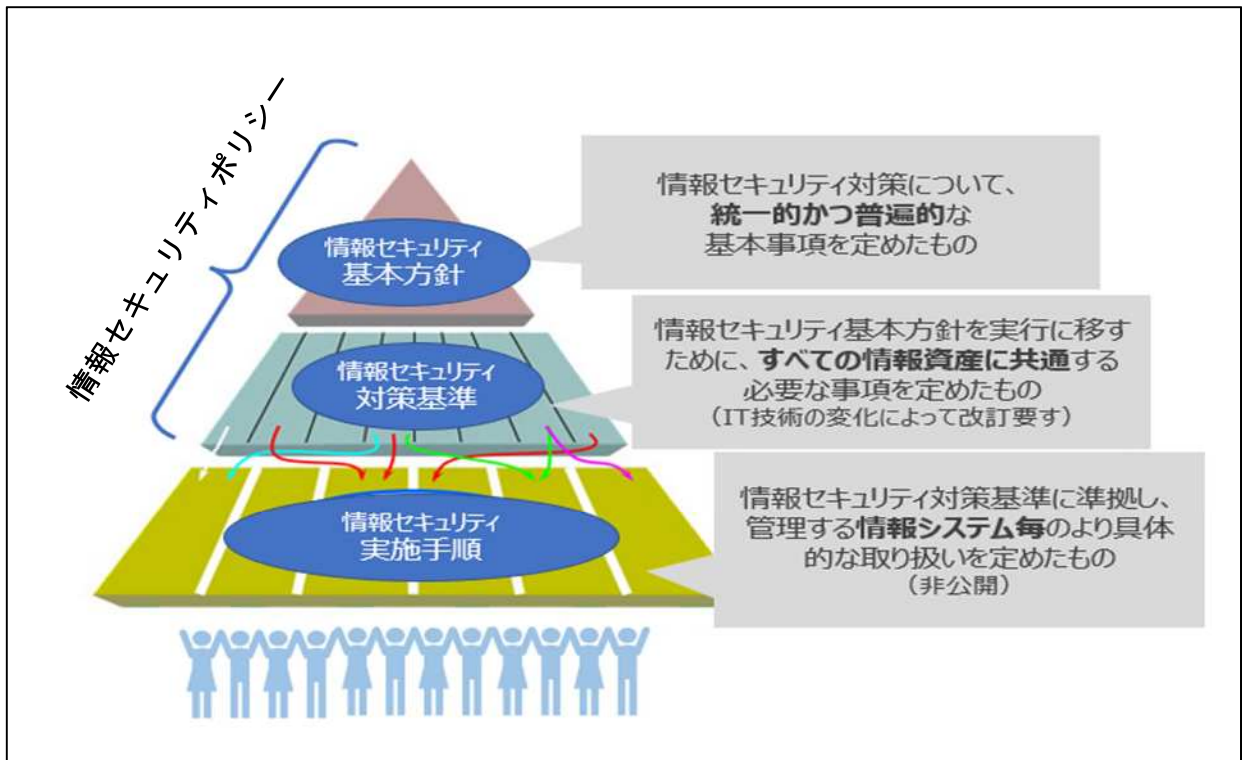 情報セキュリティポリシー
情報セキュリティ
基本方針
情報セキュリティ対策について、
統一的かつ普遍的な
基本事項を定めたもの
情報セキュリティ
対策基準
情報セキュリティ基本方針を実行に移す
ために、すべての情報資産に共通する
必要な事項を定めたもの
（IT技術の変化によって改訂要す）
情報セキュリティ
実施手順
情報セキュリティ対策基準に準拠し、
管理する情報システム毎のより具体
的な取り扱いを定めたもの
（非公開）